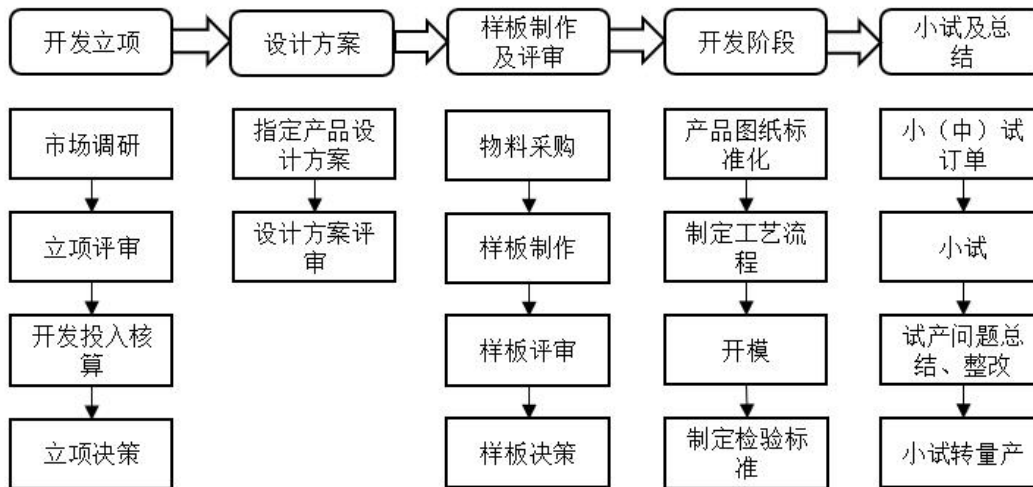 开发立项
设计方案
样板制作
及评审
开发阶段
小试及总
结
市场调研
立项评审
开发投入核
算
立项决策
指定产品设
计方案
设计方案评
审
物料采购
样板制作
样板评审
样板决策
产品图纸标
准化
制定工艺流
程
开模
制定检验标
准
小（中）试
订单
小试
试产问题总
结、整改
小试转量产